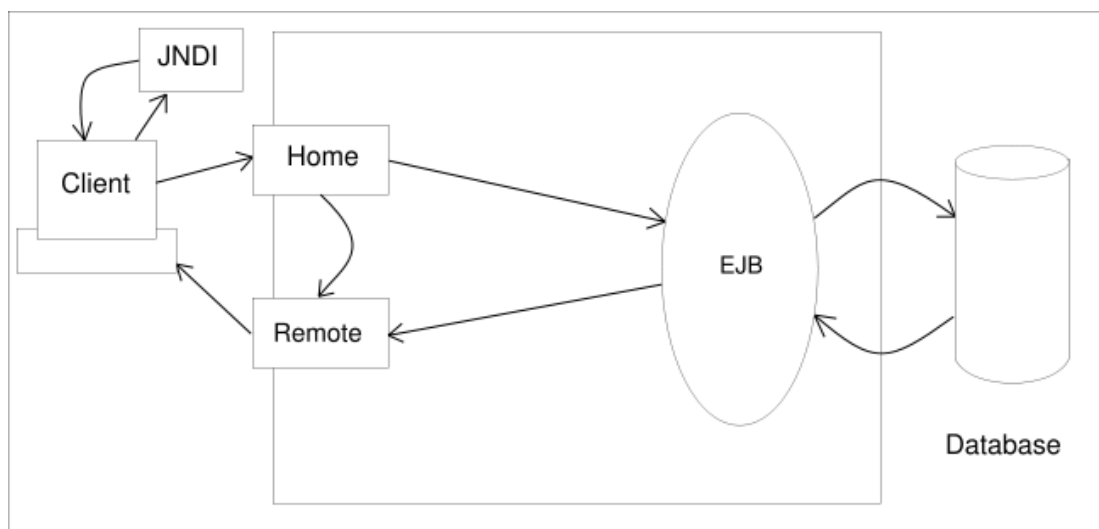 JNDI
Home
Client
EJB
Remote
Database